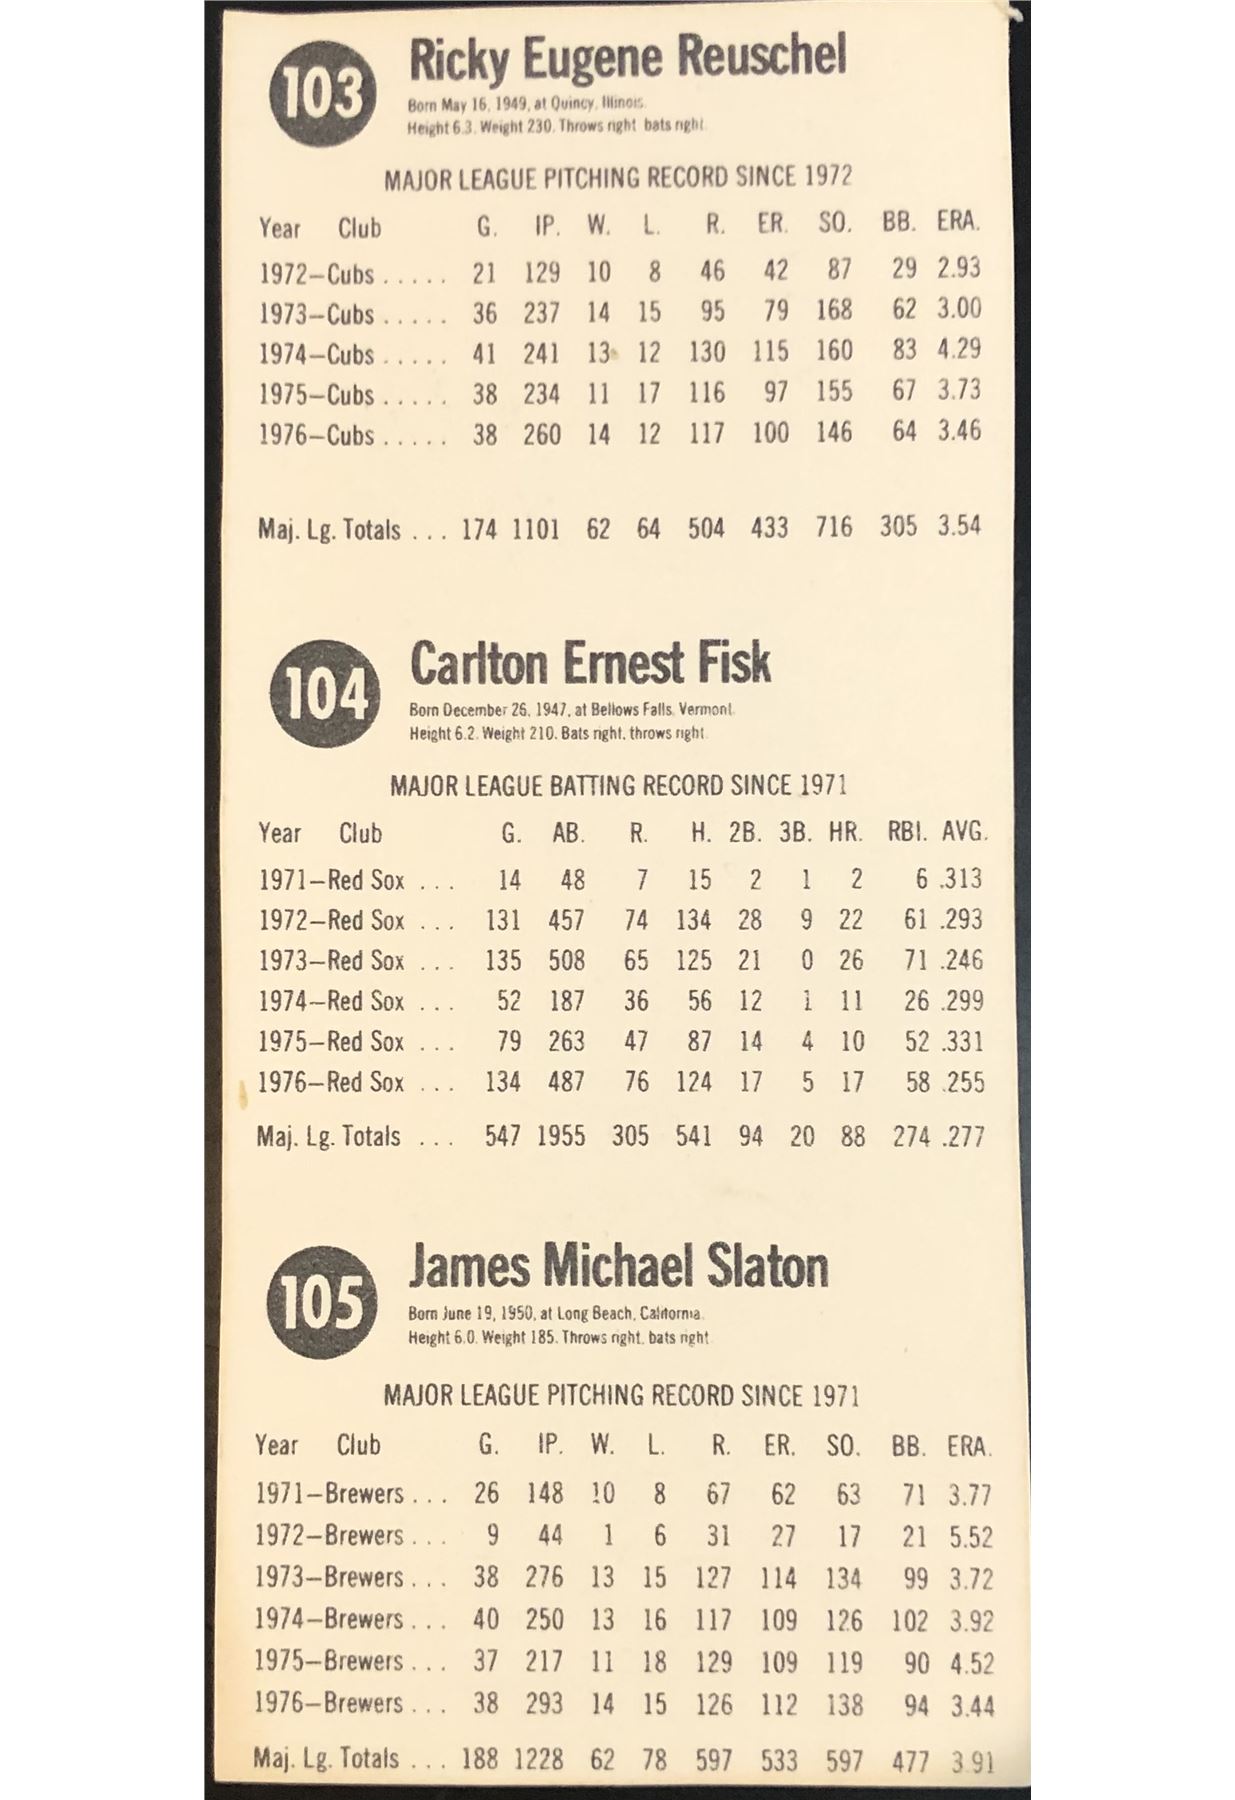 103
Ricky Eugene Reuschel
Born May 16, 1949, at Quincy, Illinois.
Height 6.3. Weight 230. Throws right bats right.
MAJOR LEAGUE PITCHING RECORD SINCE 1972
Year Club G. IP. W. L. R. ER. SO. BB. ERA.
1972—Cubs ..... 21 129 10 8 46 42 87 29 2.93
1973—Cubs ..... 36 237 14 15 95 79 168 62 3.00
1974—Cubs ..... 41 241 13 12 130 115 160 83 4.29
1975—Cubs ..... 38 234 11 17 116 97 155 67 3.73
1976—Cubs ..... 38 260 14 12 117 100 146 64 3.46
Maj. Lg. Totals ... 174 1101 62 64 504 433 716 305 3.54
104
Carlton Ernest Fisk
Born December 26, 1947, at Bellows Falls, Vermont.
Height 6.2. Weight 210. Bats right, throws right.
MAJOR LEAGUE BATTING RECORD SINCE 1971
Year Club G. AB. R. H. 2B. 3B. HR. RBI. AVG.
1971—Red Sox ... 14 48 7 15 2 1 2 6 .313
1972—Red Sox ... 131 457 74 134 28 9 22 61 .293
1973—Red Sox ... 135 508 65 125 21 0 26 71 .246
1974—Red Sox ... 52 187 36 56 12 1 11 26 .299
1975—Red Sox ... 79 263 47 87 14 4 10 52 .331
1976—Red Sox ... 134 487 76 124 17 5 17 58 .255
Maj. Lg. Totals ... 547 1955 305 541 94 20 88 274 .277
105
James Michael Slaton
Born June 19, 1950, at Long Beach, California.
Height 6.0. Weight 185. Throws right, bats right.
MAJOR LEAGUE PITCHING RECORD SINCE 1971
Year Club G. IP. W. L. R. ER. SO. BB. ERA.
1971—Brewers ... 26 148 10 8 67 62 63 71 3.77
1972—Brewers ... 9 44 1 6 31 27 17 21 5.52
1973—Brewers ... 38 276 13 15 127 114 134 99 3.72
1974—Brewers ... 40 250 13 16 117 109 126 102 3.92
1975—Brewers ... 37 217 11 18 129 109 119 90 4.52
1976—Brewers ... 38 293 14 15 126 112 138 94 3.44
Maj. Lg. Totals ... 188 1228 62 78 597 533 597 477 3.91